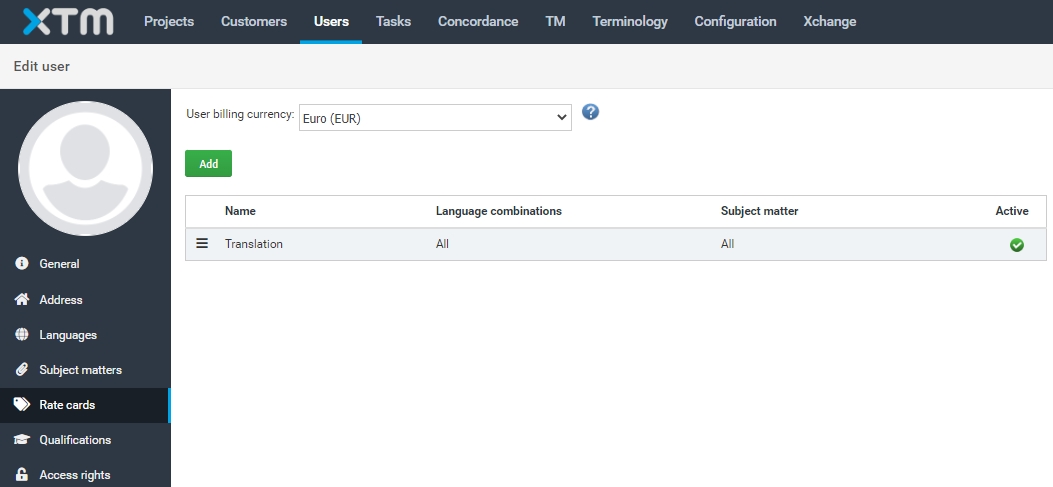 XTM Projects Customers Users Tasks Concordance TM Terminology Configuration Xchange
Edit user
User billing currency: Euro (EUR) ?
Add
Name Language combinations Subject matter Active
Translation All All
General
Address
Languages
Subject matters
Rate cards
Qualifications
Access rights